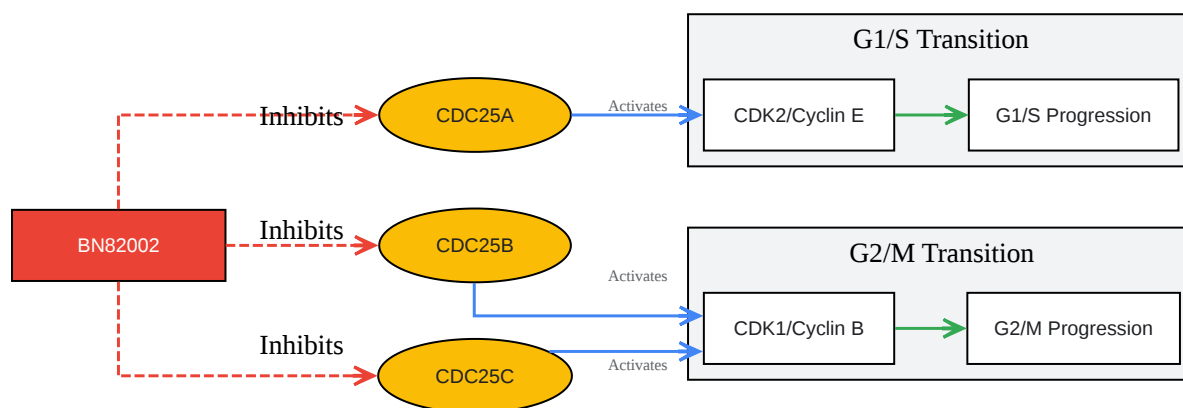 G1/S Transition
Inhibits
CDC25A
Activates
CDK2/Cyclin E
G1/S Progression
BN82002
Inhibits
CDC25B
G2/M Transition
Activates
CDK1/Cyclin B
G2/M Progression
Inhibits
CDC25C
Activates